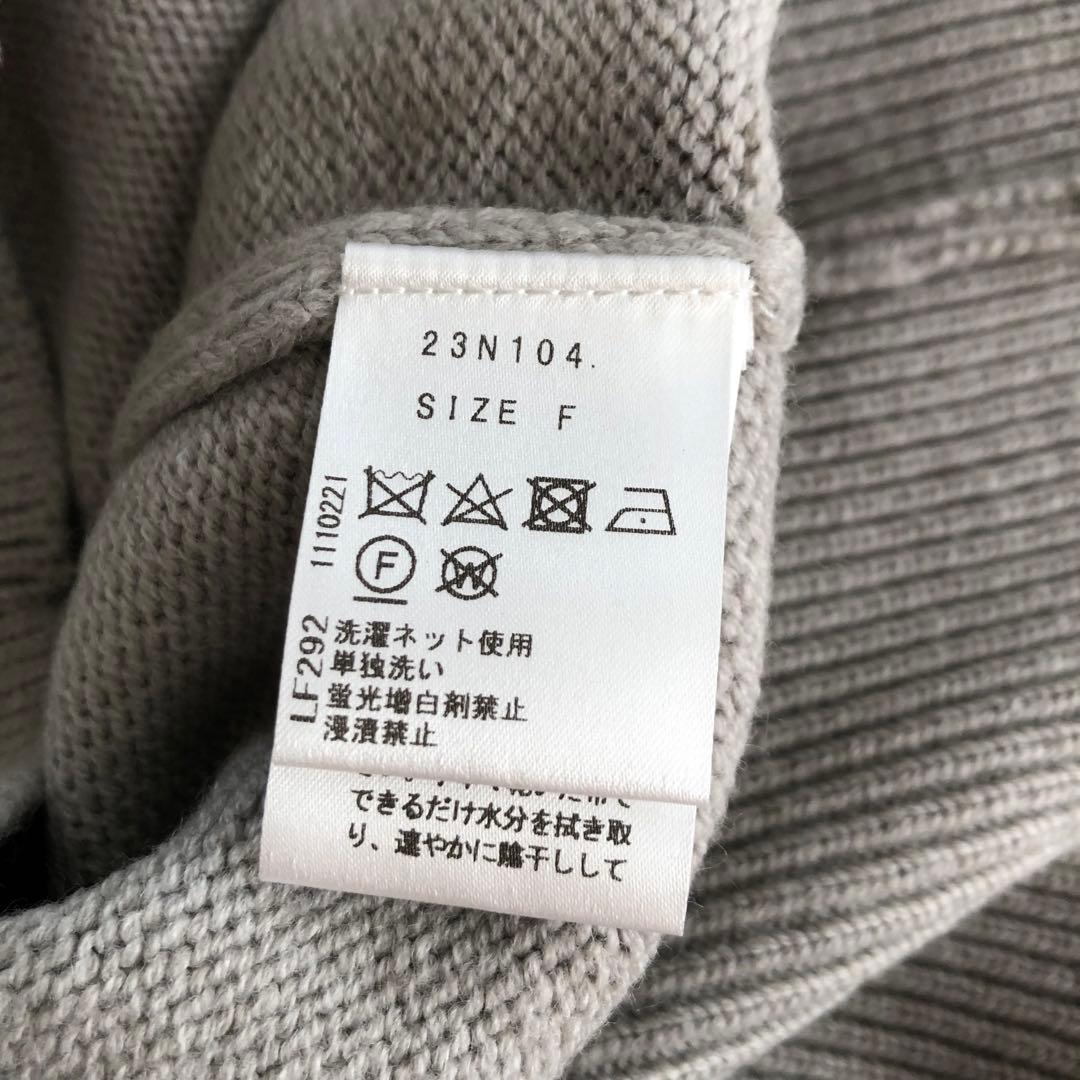 23N104.
SIZE F
1110221
F
W
LF292
洗濯ネット使用
単独洗い
蛍光増白剤禁止
浸漬禁止
できるだけ水分を拭き取
り、速やかに陰干しして